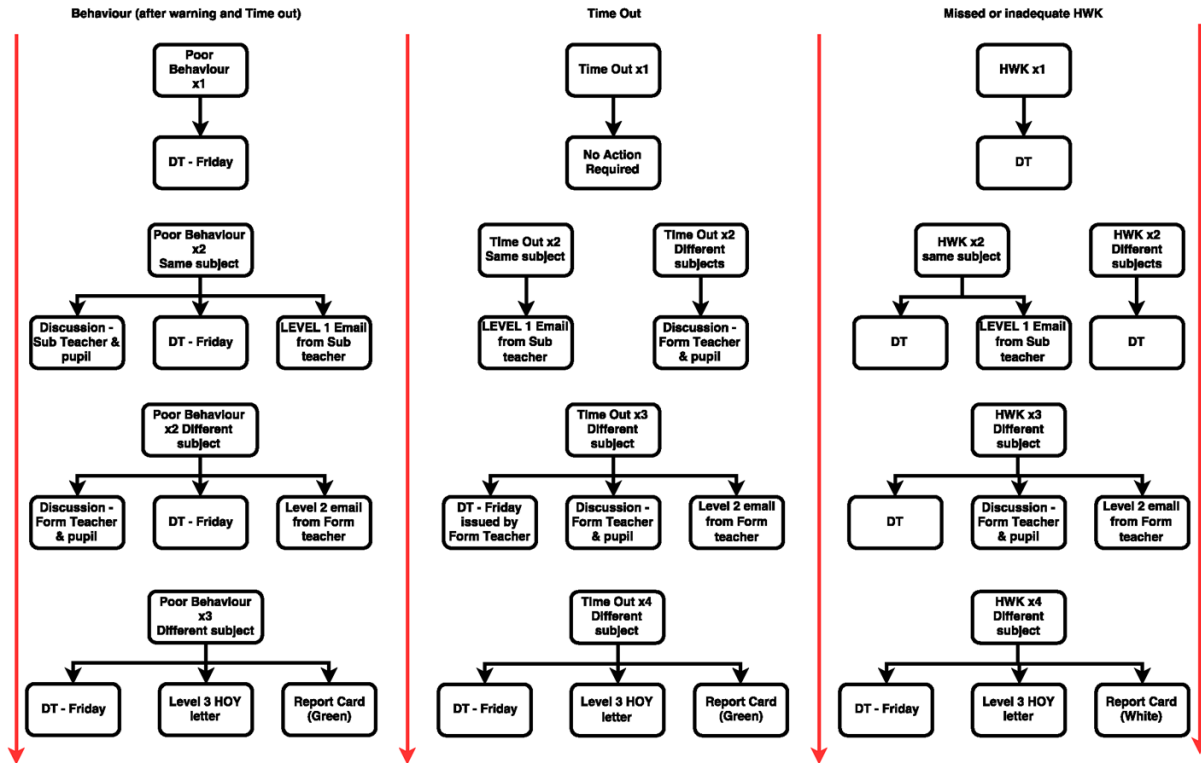 Behaviour (after warning and Time out)
Time Out
Missed or inadequate HWK
Poor
Behaviour
x1
Time Out x1
HWK x1
DT - Friday
No Action
Required
DT
Poor Behaviour
x2
Same subject
Time Out x2
Same subject
Time Out x2
Different
subjects
HWK x2
same subject
HWK x2
Different
subjects
Discussion -
Sub Teacher &
pupil
DT - Friday
LEVEL 1 Email
from Sub
teacher
LEVEL 1 Email
from Sub
teacher
Discussion -
Form Teacher
& pupil
DT
LEVEL 1 Email
from Sub
teacher
DT
Poor Behaviour
x2 Different
subject
Time Out x3
Different
subject
HWK x3
Different
subject
Discussion -
Form Teacher
& pupil
DT - Friday
Level 2 email
from Form
teacher
DT - Friday
issued by
Form Teacher
Discussion -
Form Teacher
& pupil
Level 2 email
from Form
teacher
DT
Discussion -
Form Teacher
& pupil
Level 2 email
from Form
teacher
Poor Behaviour
x3
Different subject
Time Out x4
Different
subject
HWK x4
Different
subject
DT - Friday
Level 3 HOY
letter
Report Card
(Green)
DT - Friday
Level 3 HOY
letter
Report Card
(Green)
DT - Friday
Level 3 HOY
letter
Report Card
(White)